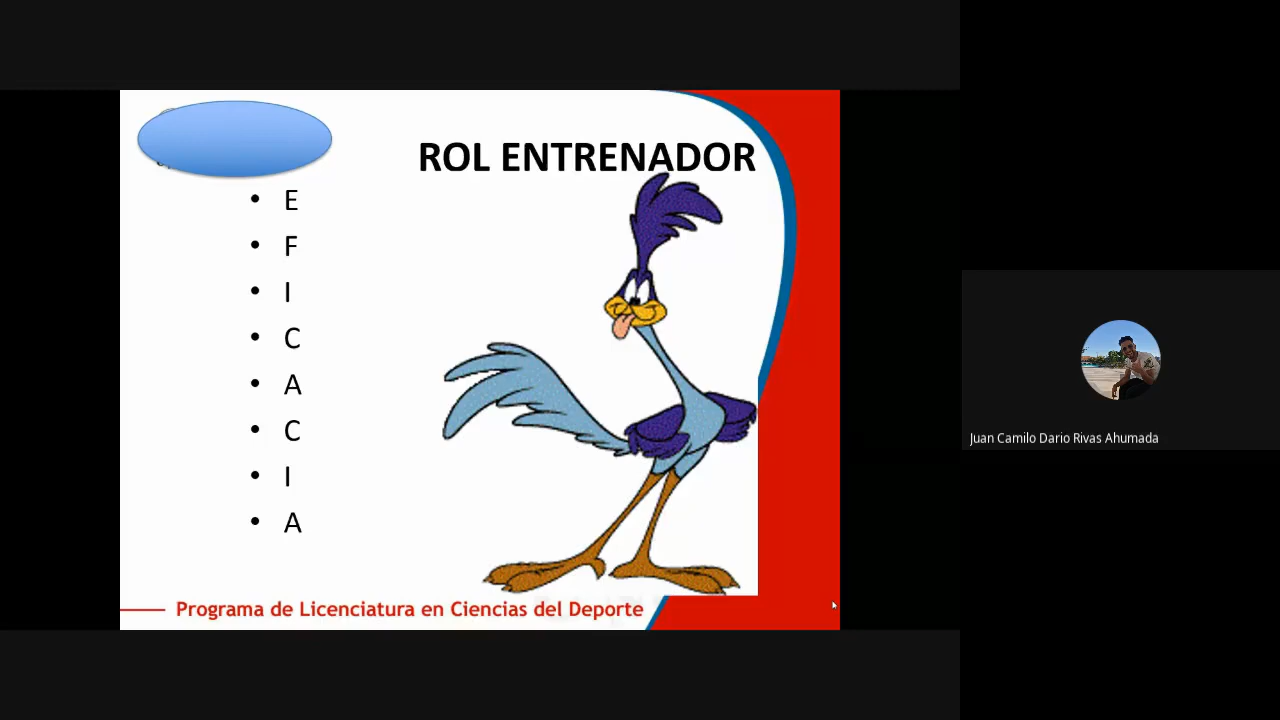 ROL ENTRENADOR
• E
• F
• I
• C
• A
• C
• I
• A
Programa de Licenciatura en Ciencias del Deporte
Juan Camilo Dario Rivas Ahumada